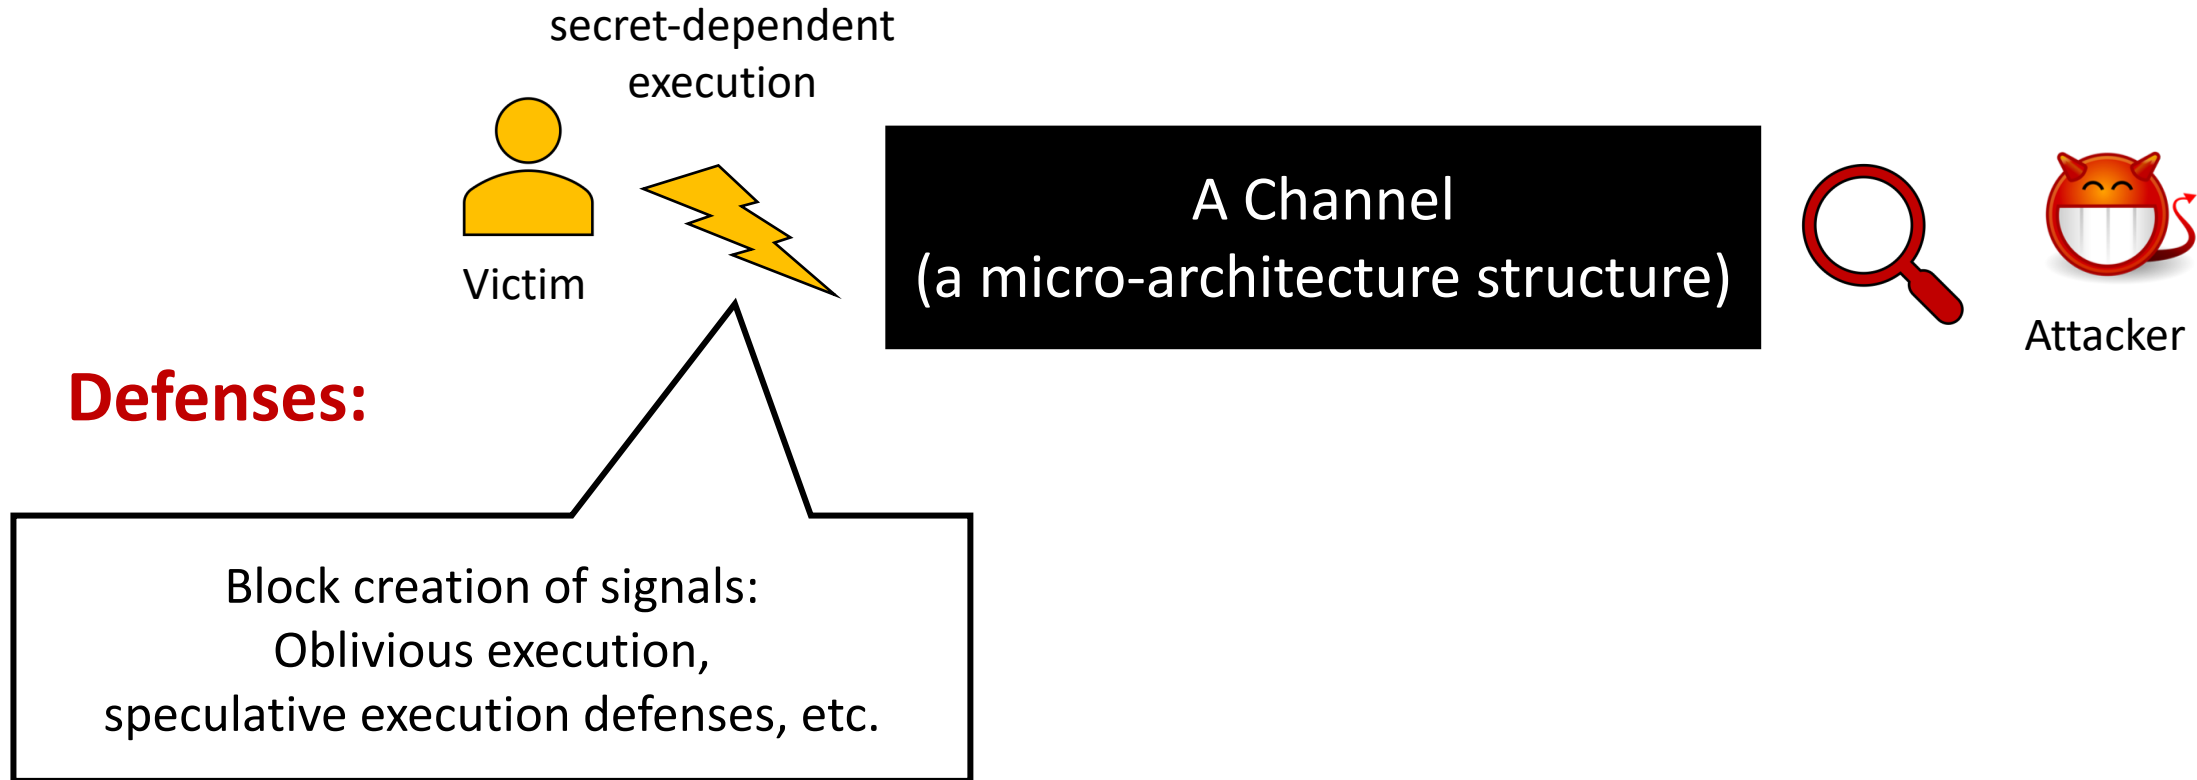 secret-dependent
execution
Victim
A Channel
(a micro-architecture structure)
Attacker
Defenses:
Block creation of signals:
Oblivious execution,
speculative execution defenses, etc.